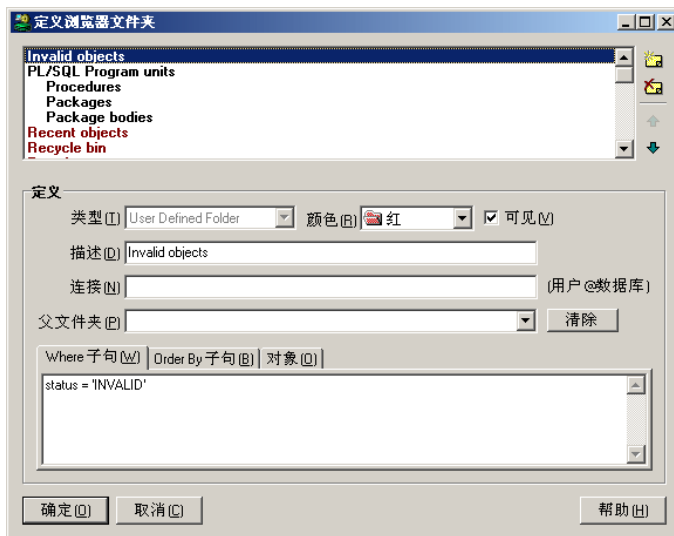 定义浏览器文件夹
Invalid objects
PL/SQL Program units
Procedures
Packages
Package bodies
Recent objects
Recycle bin
定义
类型(T) User Defined Folder 颜色(R) 红 可见(V)
描述(D) Invalid objects
连接(N) (用户@数据库)
父文件夹(P) 清除
Where 子句(W) Order By 子句(B) 对象(O)
status = 'INVALID'
确定(O) 取消(C) 帮助(H)